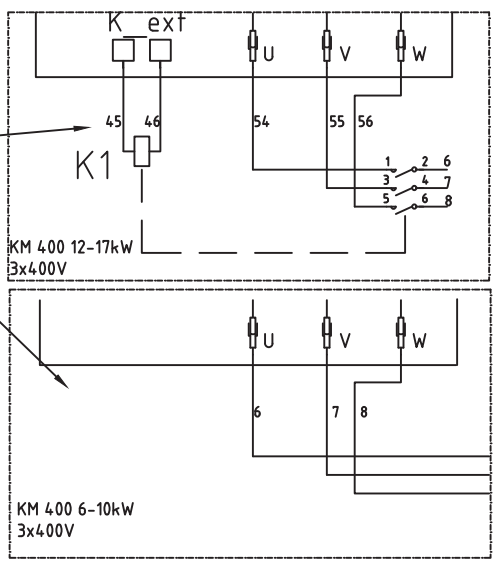 K_ext
U V W
45 46 54 55 56
K1
1 2 6
3 4 7
5 6 8
KM 400 12-17kW
3x400V
U V W
6 7 8
KM 400 6-10kW
3x400V